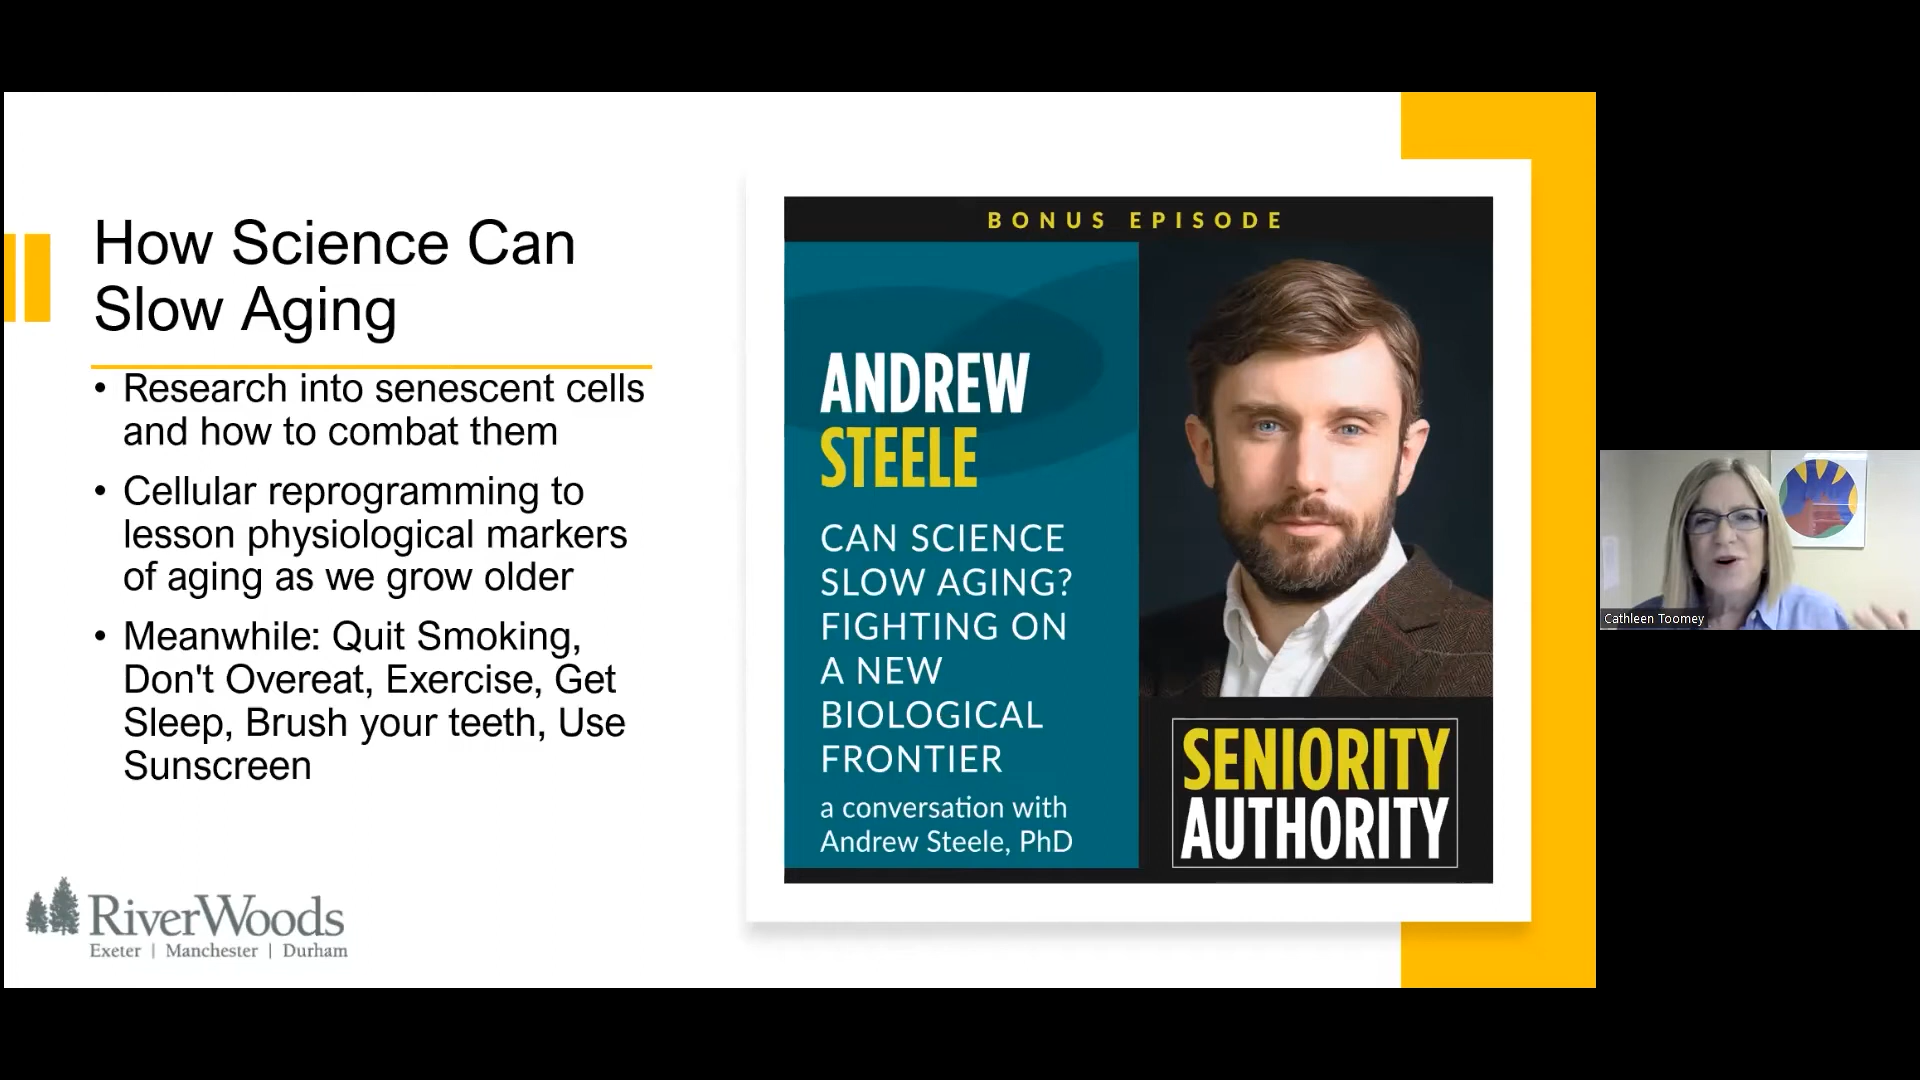 How Science Can
Slow Aging
• Research into senescent cells
and how to combat them
• Cellular reprogramming to
lesson physiological markers
of aging as we grow older
• Meanwhile: Quit Smoking,
Don't Overeat, Exercise, Get
Sleep, Brush your teeth, Use
Sunscreen
RiverWoods
Exeter | Manchester | Durham
BONUS EPISODE
ANDREW
STEELE
CAN SCIENCE
SLOW AGING?
FIGHTING ON
A NEW
BIOLOGICAL
FRONTIER
a conversation with
Andrew Steele, PhD
SENIORITY
AUTHORITY
Cathleen Toomey